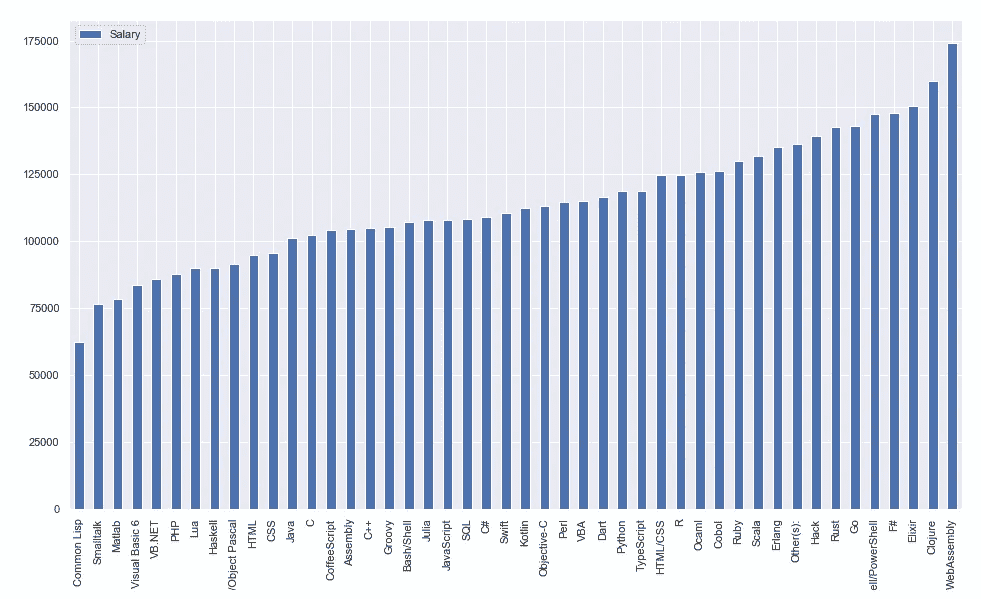 Salary
175000
150000
125000
100000
75000
50000
25000
0
Common Lisp
Smalltalk
Matlab
Visual Basic 6
VB.NET
PHP
Lua
Haskell
/Object Pascal
HTML
CSS
Java
C
CoffeeScript
Assembly
C++
Groovy
Bash/Shell
Julia
JavaScript
SQL
C#
Swift
Kotlin
Objective-C
Perl
VBA
Dart
Python
TypeScript
HTML/CSS
R
Ocaml
Cobol
Ruby
Scala
Erlang
Other(s):
Hack
Rust
Go
ell/PowerShell
F#
Elixir
Clojure
WebAssembly